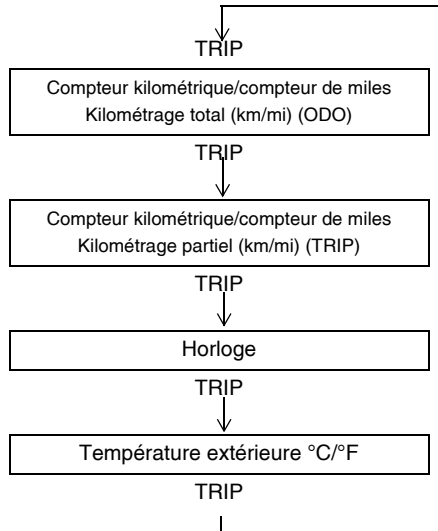 TRIP
Compteur kilométrique/compteur de miles
Kilométrage total (km/mi) (ODO)
TRIP
Compteur kilométrique/compteur de miles
Kilométrage partiel (km/mi) (TRIP)
TRIP
Horloge
TRIP
Température extérieure °C/°F
TRIP